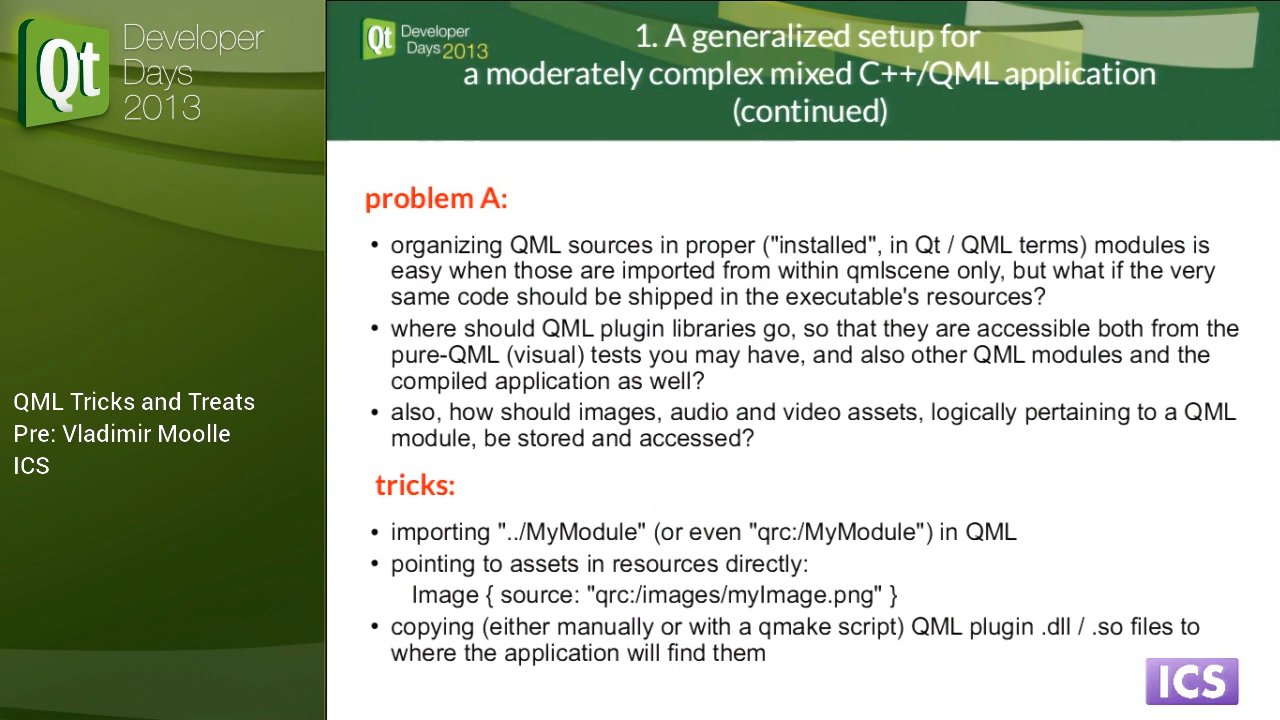 Qt Developer
Days
2013
QML Tricks and Treats
Pre: Vladimir Moolle
ICS
Qt Developer
Days 2013
1. A generalized setup for
a moderately complex mixed C++/QML application
(continued)
problem A:
• organizing QML sources in proper ("installed", in Qt / QML terms) modules is
easy when those are imported from within qmlscene only, but what if the very
same code should be shipped in the executable's resources?
• where should QML plugin libraries go, so that they are accessible both from the
pure-QML (visual) tests you may have, and also other QML modules and the
compiled application as well?
• also, how should images, audio and video assets, logically pertaining to a QML
module, be stored and accessed?
tricks:
• importing "../MyModule" (or even "qrc:/MyModule") in QML
• pointing to assets in resources directly:
Image { source: "qrc:/images/myImage.png" }
• copying (either manually or with a qmake script) QML plugin .dll / .so files to
where the application will find them
ICS